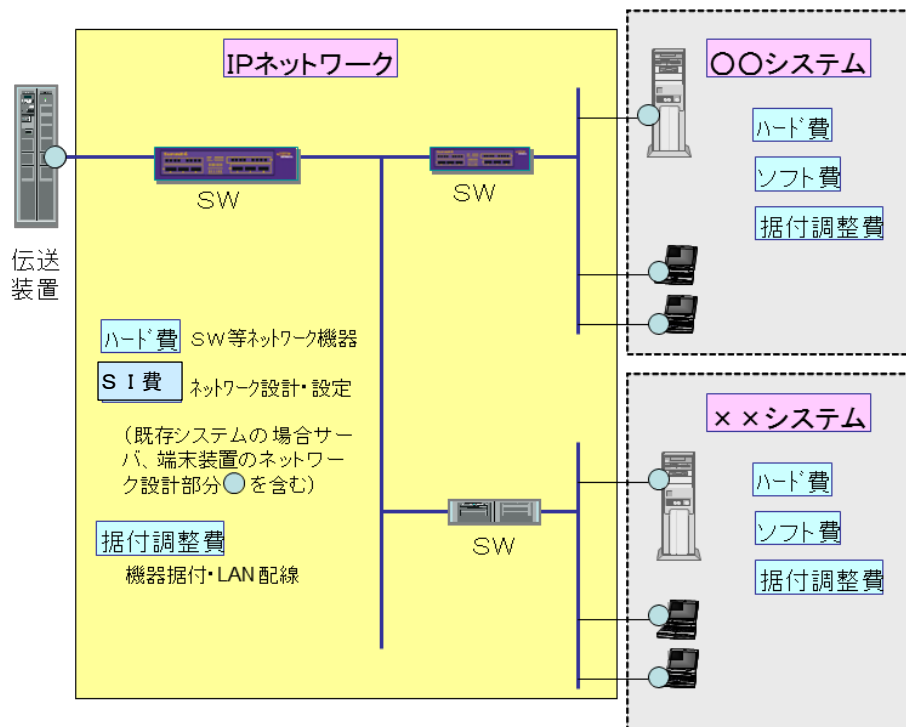 IPネットワーク
伝送
装置
SW
SW
ハード費 SW等ネットワーク機器
SI費 ネットワーク設計・設定
（既存システムの場合サー
バ、端末装置のネットワー
ク設計部分●を含む）
据付調整費
機器据付・LAN配線
SW
○○システム
ハード費
ソフト費
据付調整費
××システム
ハード費
ソフト費
据付調整費